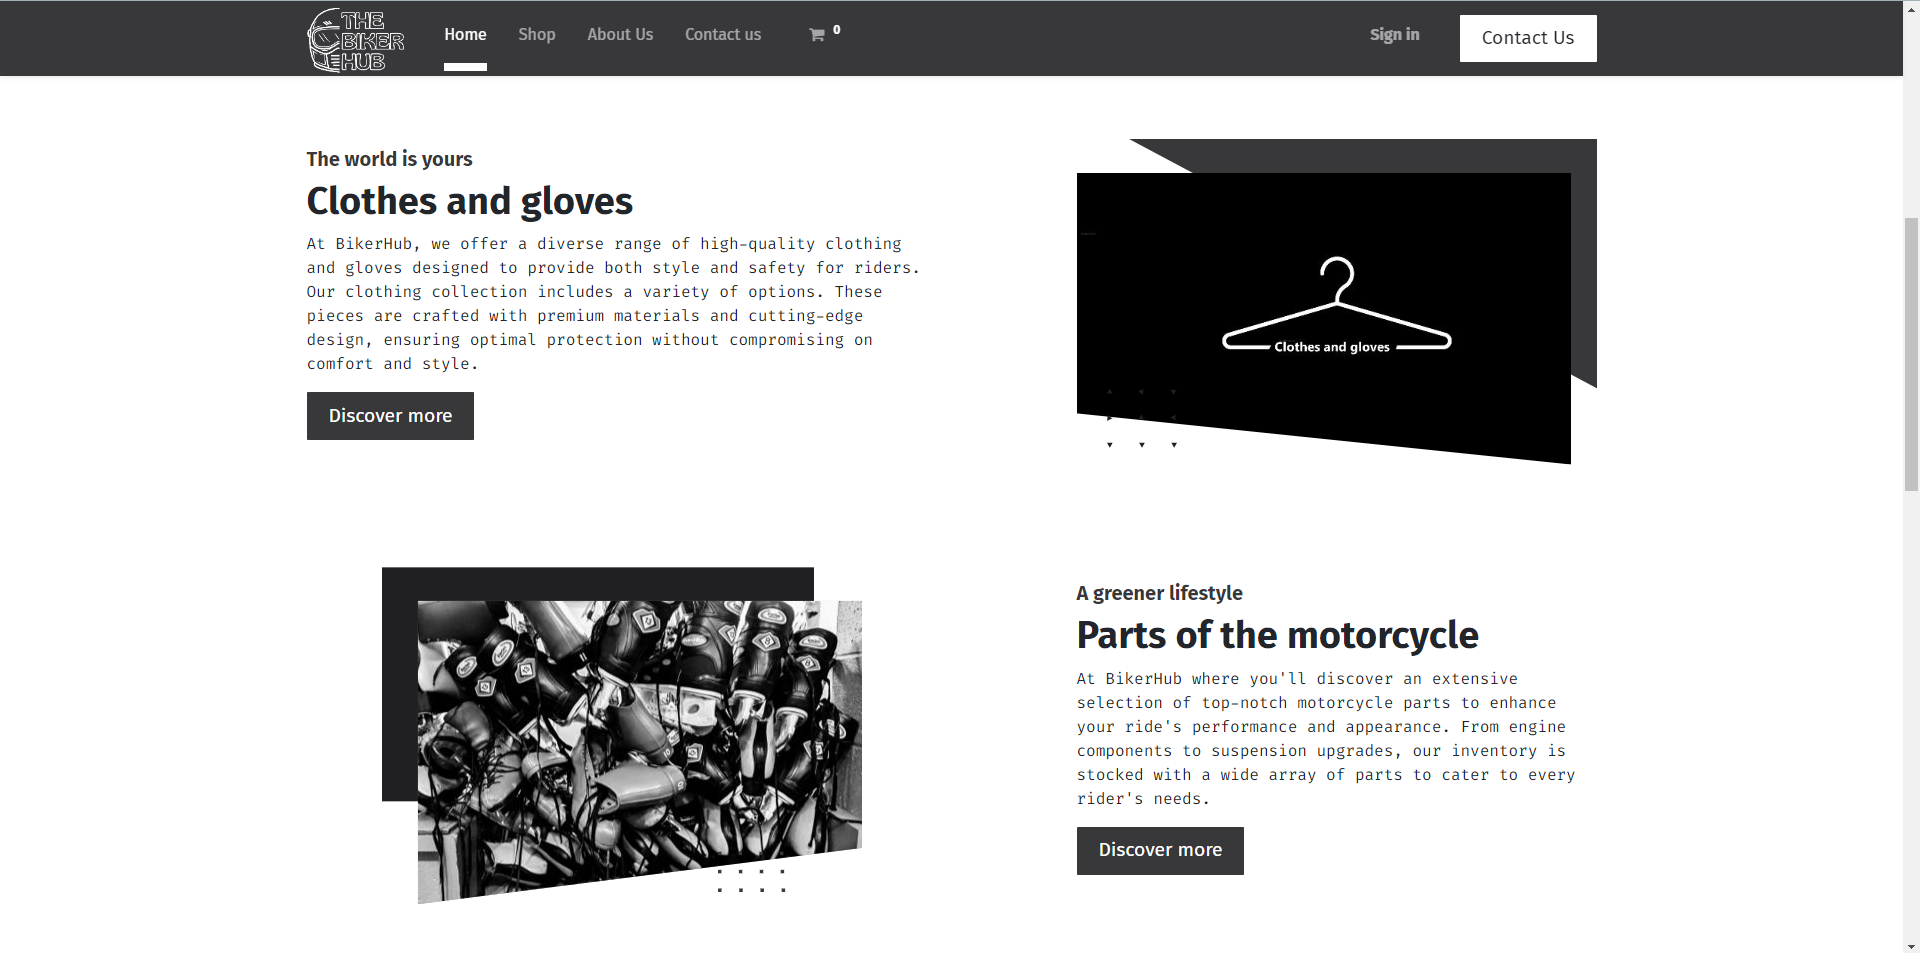 THE
BIKER
HUB
Home
Shop
About Us
Contact us
0
Sign in
Contact Us
The world is yours
Clothes and gloves
At BikerHub, we offer a diverse range of high-quality clothing
and gloves designed to provide both style and safety for riders.
Our clothing collection includes a variety of options. These
pieces are crafted with premium materials and cutting-edge
design, ensuring optimal protection without compromising on
comfort and style.
Discover more
Clothes and gloves
A greener lifestyle
Parts of the motorcycle
At BikerHub where you'll discover an extensive
selection of top-notch motorcycle parts to enhance
your ride's performance and appearance. From engine
components to suspension upgrades, our inventory is
stocked with a wide array of parts to cater to every
rider's needs.
Discover more